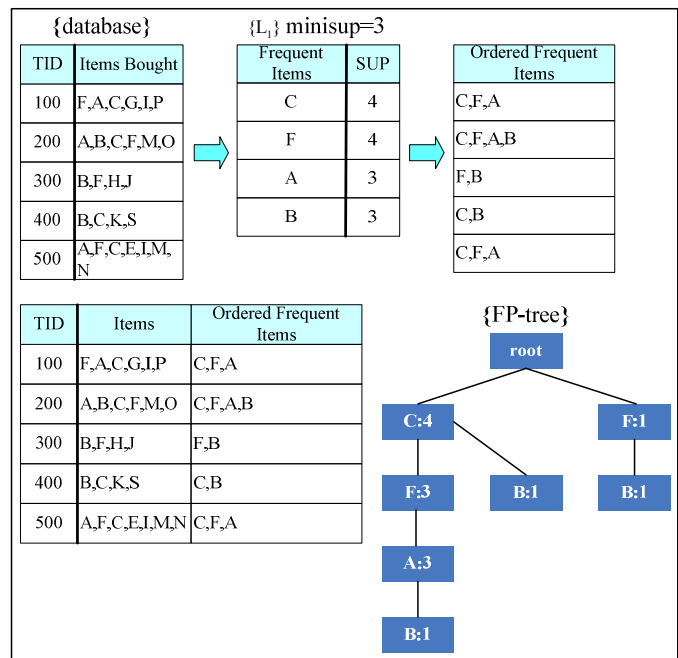 {database}
{L₁} minisup=3
TID Items Bought
100 F,A,C,G,I,P
200 A,B,C,F,M,O
300 B,F,H,J
400 B,C,K,S
500 A,F,C,E,I,M,
N
Frequent
Items
SUP
C 4
F 4
A 3
B 3
Ordered Frequent
Items
C,F,A
C,F,A,B
F,B
C,B
C,F,A
TID Items Ordered Frequent
Items
100 F,A,C,G,I,P C,F,A
200 A,B,C,F,M,O C,F,A,B
300 B,F,H,J F,B
400 B,C,K,S C,B
500 A,F,C,E,I,M,N C,F,A
{FP-tree}
root
C:4 F:1
F:3 B:1 B:1
A:3
B:1